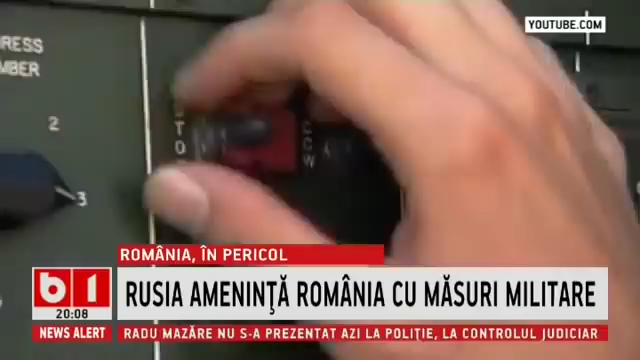 YOUTUBE.COM
MBER
2
3
ROMÂNIA, ÎN PERICOL
b1
RUSIA AMENINŢĂ ROMÂNIA CU MĂSURI MILITARE
20:08
NEWS ALERT
RADU MAZĂRE NU S-A PREZENTAT AZI LA POLIŢIE, LA CONTROLUL JUDICIAR